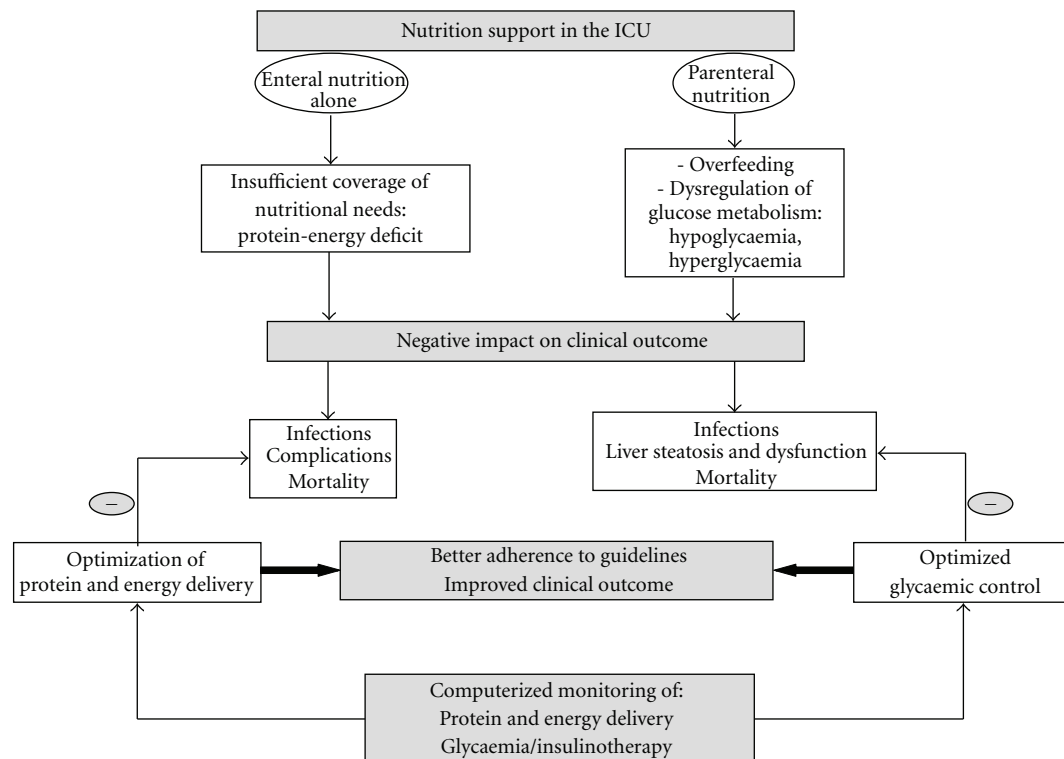 Nutrition support in the ICU
Enteral nutrition
alone
Parenteral
nutrition
Insufficient coverage of
nutritional needs:
protein-energy deficit
- Overfeeding
- Dysregulation of
glucose metabolism:
hypoglycaemia,
hyperglycaemia
Negative impact on clinical outcome
Infections
Complications
Mortality
Infections
Liver steatosis and dysfunction
Mortality
−
−
Optimization of
protein and energy delivery
Better adherence to guidelines
Improved clinical outcome
Optimized
glycaemic control
Computerized monitoring of:
Protein and energy delivery
Glycaemia/insulinotherapy